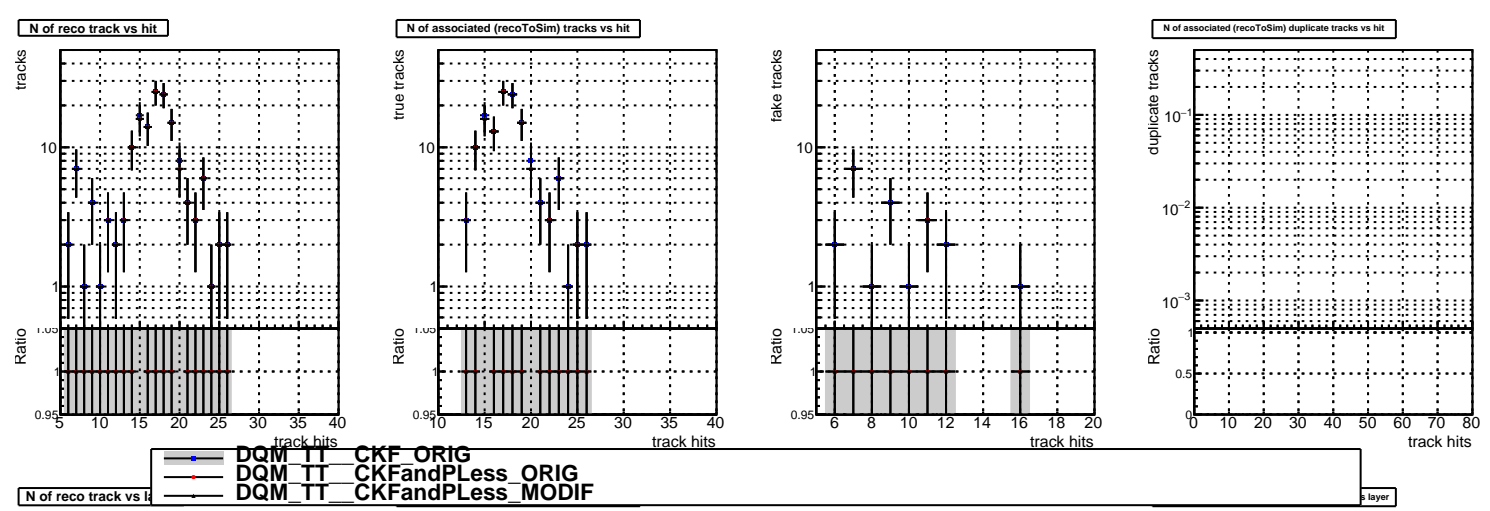 N of reco track vs hit
N of associated (recoToSim) tracks vs hit
N of associated (recoToSim) duplicate tracks vs hit
tracks
10
1
Ratio
1.05
1
0.95
5 10 15 20 25 30 35 40
track hits
true tracks
10
1
Ratio
1.05
1
0.95
10 15 20 25 30 35 40
track hits
fake tracks
10
1
Ratio
1.05
1
0.95
6 8 10 12 14 16 18 20
track hits
duplicate tracks
10⁻¹
10⁻²
10⁻³
Ratio
1
0.5
0
0 10 20 30 40 50 60 70 80
track hits
DQM_TT__CKF_ORIG
DQM_TT__CKFandPLess_ORIG
DQM_TT__CKFandPLess_MODIF
N of reco track vs la
s layer